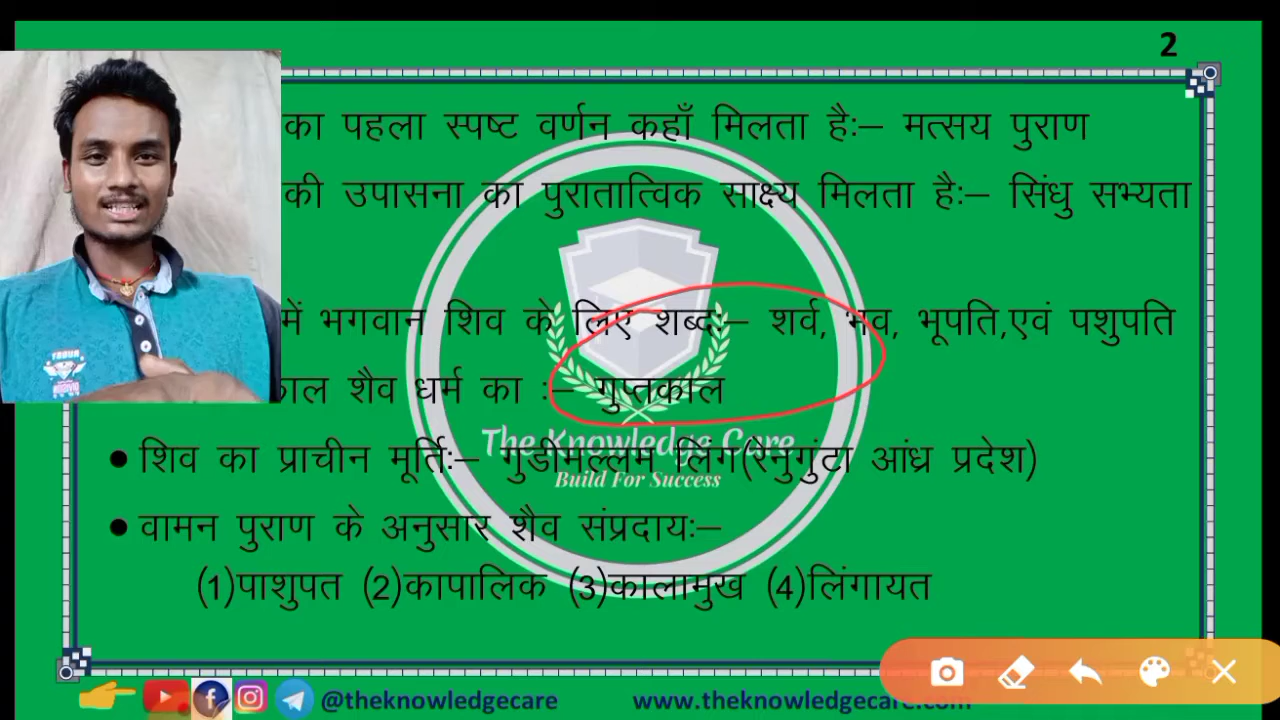 2
का पहला स्पष्ट वर्णन कहाँ मिलता हैः– मत्सय पुराण
की उपासना का पुरातात्विक साक्ष्य मिलता हैः– सिंधु सभ्यता
में भगवान शिव के लिए शब्दः– शर्व, भव, भूपति,एवं पशुपति
काल शैव धर्म का ः– गुप्तकाल
The Knowledge Care
• शिव का प्राचीन मूर्तिः– गुडीमल्लम लिंग(रेनुगुंटा आंध्र प्रदेश)
Build For Success
• वामन पुराण के अनुसार शैव संप्रदायः–
(1)पाशुपत (2)कापालिक (3)कालामुख (4)लिंगायत
@theknowledgecare www.theknowledgecare.com